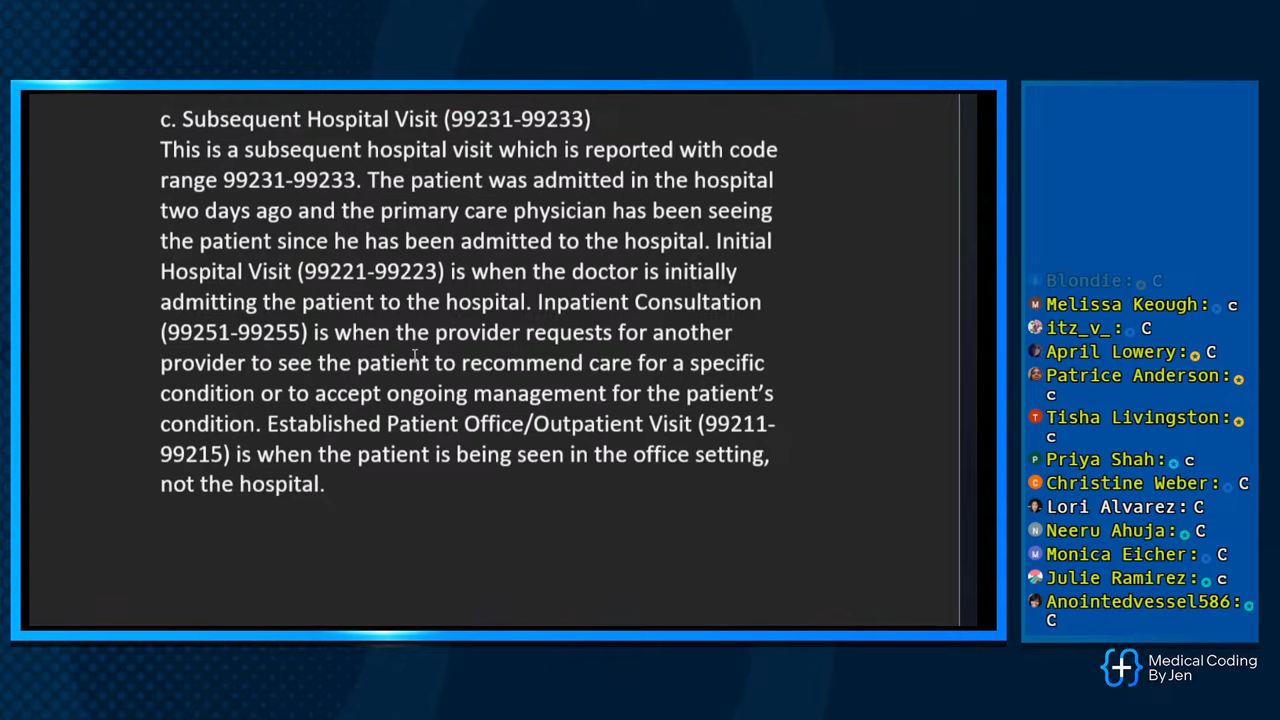 c. Subsequent Hospital Visit (99231-99233)
This is a subsequent hospital visit which is reported with code
range 99231-99233. The patient was admitted in the hospital
two days ago and the primary care physician has been seeing
the patient since he has been admitted to the hospital. Initial
Hospital Visit (99221-99223) is when the doctor is initially
admitting the patient to the hospital. Inpatient Consultation
(99251-99255) is when the provider requests for another
provider to see the patient to recommend care for a specific
condition or to accept ongoing management for the patient’s
condition. Established Patient Office/Outpatient Visit (99211-
99215) is when the patient is being seen in the office setting,
not the hospital.
Blondie: C
M Melissa Keough: c
itz_v_: C
April Lowery: C
Patrice Anderson:
c
T Tisha Livingston:
c
P Priya Shah: c
C Christine Weber: C
Lori Alvarez: C
N Neeru Ahuja: C
M Monica Eicher: C
Julie Ramirez: c
Anointedvessel586:
C
Medical Coding
By Jen